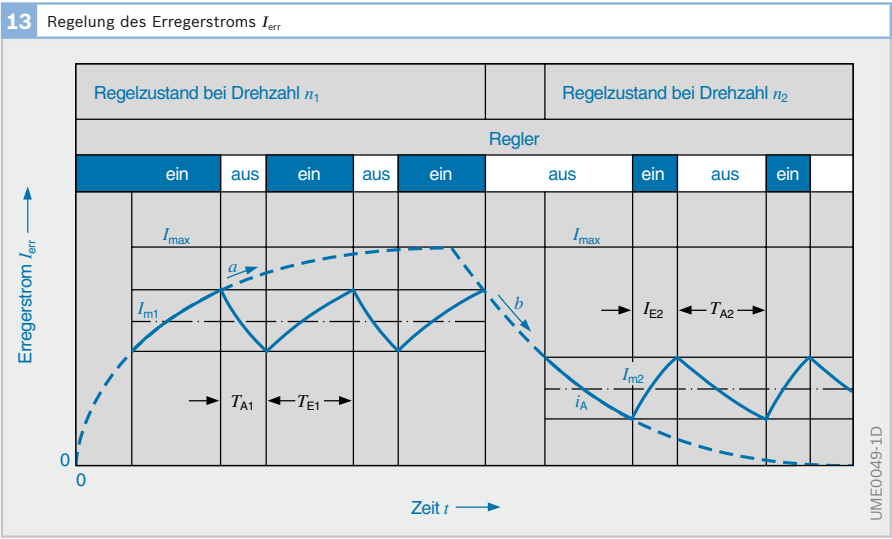 13 Regelung des Erregerstroms Ierr
Regelzustand bei Drehzahl n1
Regelzustand bei Drehzahl n2
Regler
ein aus ein aus ein aus ein aus ein
Imax
Imax
a
b
Im1
IE2
TA2
Im2
iA
TA1
TE1
Erregerstrom Ierr
0
0
Zeit t
UME0049-1D